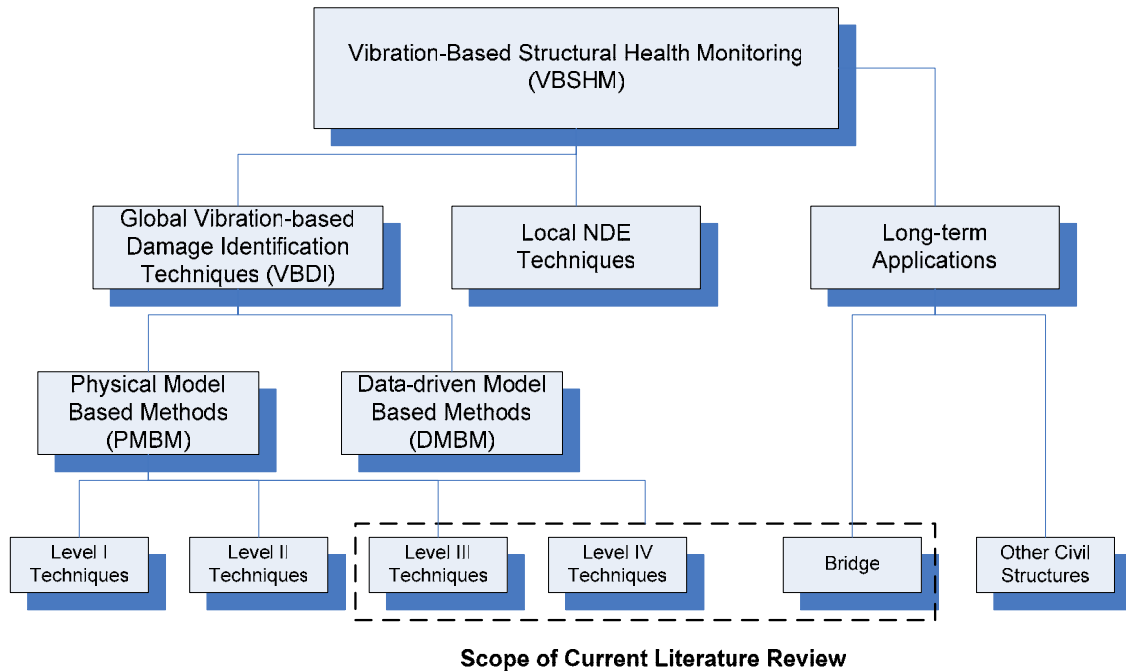 Vibration-Based Structural Health Monitoring
(VBSHM)
Global Vibration-based
Damage Identification
Techniques (VBDI)
Local NDE
Techniques
Long-term
Applications
Physical Model
Based Methods
(PMBM)
Data-driven Model
Based Methods
(DMBM)
Level I
Techniques
Level II
Techniques
Level III
Techniques
Level IV
Techniques
Bridge
Other Civil
Structures
Scope of Current Literature Review